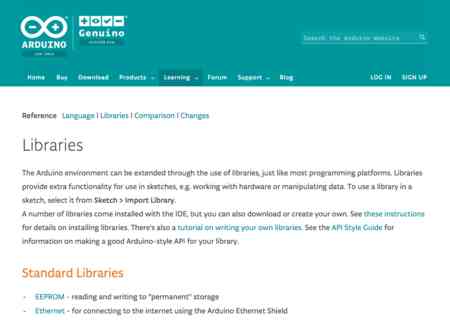 ARDUINO
Genuino
Search the Arduino Website
Home Buy Download Products Learning Forum Support Blog LOG IN SIGN UP
Reference Language | Libraries | Comparison | Changes
Libraries
The Arduino environment can be extended through the use of libraries, just like most programming platforms. Libraries
provide extra functionality for use in sketches, e.g. working with hardware or manipulating data. To use a library in a
sketch, select it from Sketch > Import Library.
A number of libraries come installed with the IDE, but you can also download or create your own. See these instructions
for details on installing libraries. There's also a tutorial on writing your own libraries. See the API Style Guide for
information on making a good Arduino-style API for your library.
Standard Libraries
- EEPROM - reading and writing to "permanent" storage
- Ethernet - for connecting to the internet using the Arduino Ethernet Shield